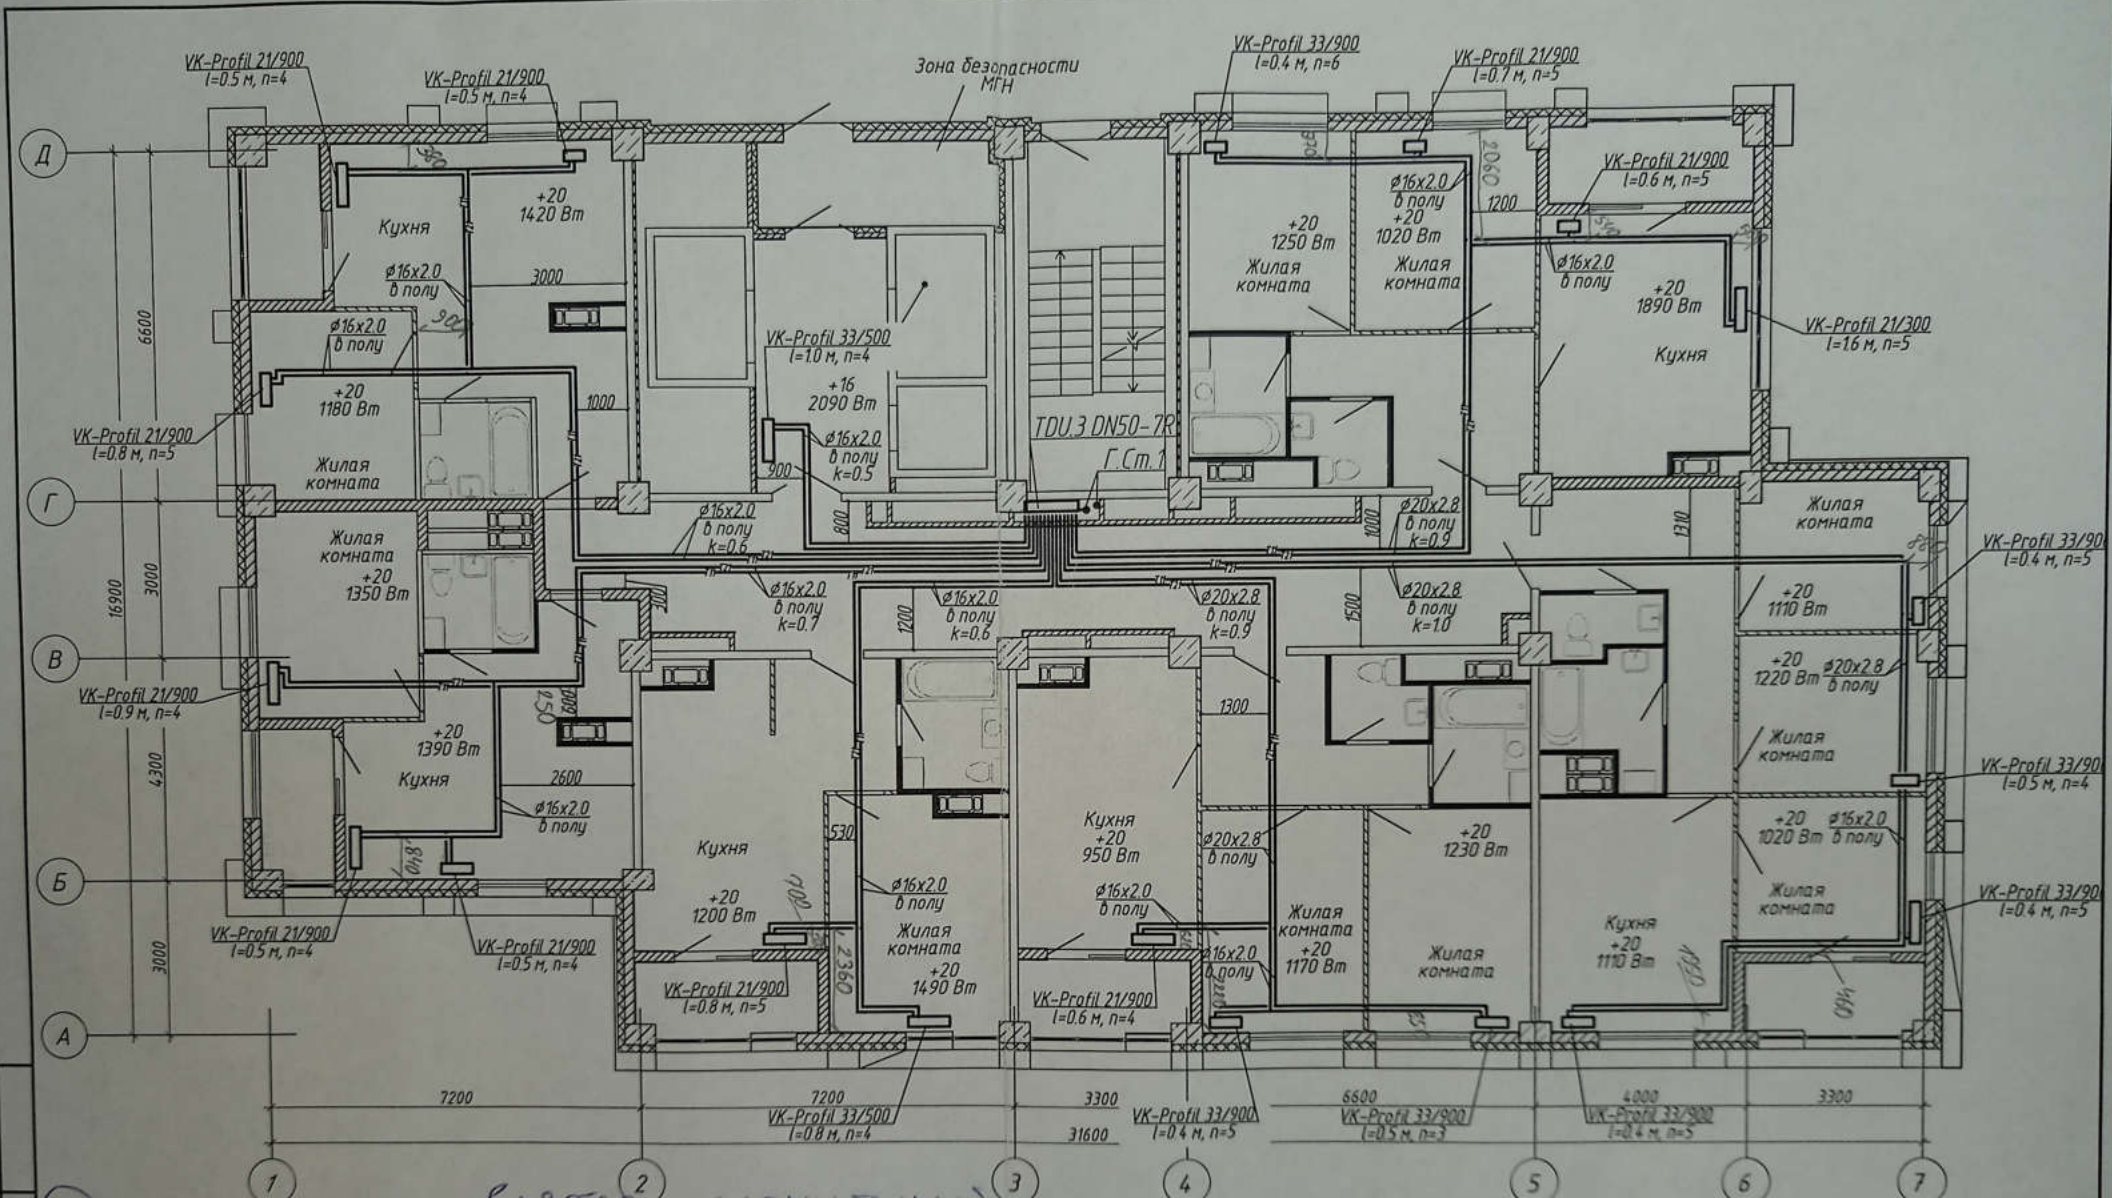 VK-Profil 21/900
l=0.5 м, n=4
VK-Profil 21/900
l=0.5 м, n=4
Зона безопасности
МГН
VK-Profil 33/900
l=0.4 м, n=6
VK-Profil 21/900
l=0.7 м, n=5
Д
380
870
2060
VK-Profil 21/900
l=0.6 м, n=5
+20
1420 Вт
Кухня
Ø16x2.0
в полу
1200
540
+20
1250 Вт
Жилая
комната
+20
1020 Вт
Жилая
комната
Ø16x2.0
в полу
3000
Ø16x2.0
в полу
+20
1890 Вт
Кухня
VK-Profil 21/300
l=1.6 м, n=5
6600
Ø16x2.0
в полу
900
VK-Profil 33/500
l=1.0 м, n=4
+16
2090 Вт
+20
1180 Вт
Жилая
комната
1000
VK-Profil 21/900
l=0.8 м, n=5
TDU.3 DN50-7R
Г.Ст.1
Ø16x2.0
в полу
k=0.5
900
Г
Ø16x2.0
в полу
k=0.6
800
1000
Ø20x2.8
в полу
k=0.9
1310
Жилая
комната
Жилая
комната
+20
1350 Вт
VK-Profil 33/90
l=0.4 м, n=5
16900
3000
300
Ø16x2.0
в полу
k=0.7
1200
Ø16x2.0
в полу
k=0.6
Ø20x2.8
в полу
k=0.9
1500
Ø20x2.8
в полу
k=1.0
+20
1110 Вт
В
VK-Profil 21/900
l=0.9 м, n=4
+20
1220 Вт
Ø20x2.8
в полу
Жилая
комната
250
600
1300
+20
1390 Вт
Кухня
4300
2600
Ø16x2.0
в полу
VK-Profil 33/90
l=0.5 м, n=4
840
Кухня
+20
1200 Вт
530
Ø16x2.0
в полу
Кухня
+20
950 Вт
Ø16x2.0
в полу
Ø20x2.8
в полу
+20
1230 Вт
+20
1020 Вт
Ø16x2.0
в полу
Жилая
комната
Б
700
VK-Profil 33/90
l=0.4 м, n=5
VK-Profil 21/900
l=0.5 м, n=4
VK-Profil 21/900
l=0.5 м, n=4
3000
Жилая
комната
+20
1490 Вт
2360
Ø16x2.0
в полу
Жилая
комната
+20
1170 Вт
Жилая
комната
Кухня
+20
1110 Вт
1050
460
VK-Profil 21/900
l=0.8 м, n=5
VK-Profil 21/900
l=0.6 м, n=4
А
7200
7200
3300
6600
4000
3300
VK-Profil 33/500
l=0.8 м, n=4
VK-Profil 33/900
l=0.4 м, n=5
VK-Profil 33/900
l=0.5 м, n=3
VK-Profil 33/900
l=0.4 м, n=5
31600
1
2
3
4
5
6
7